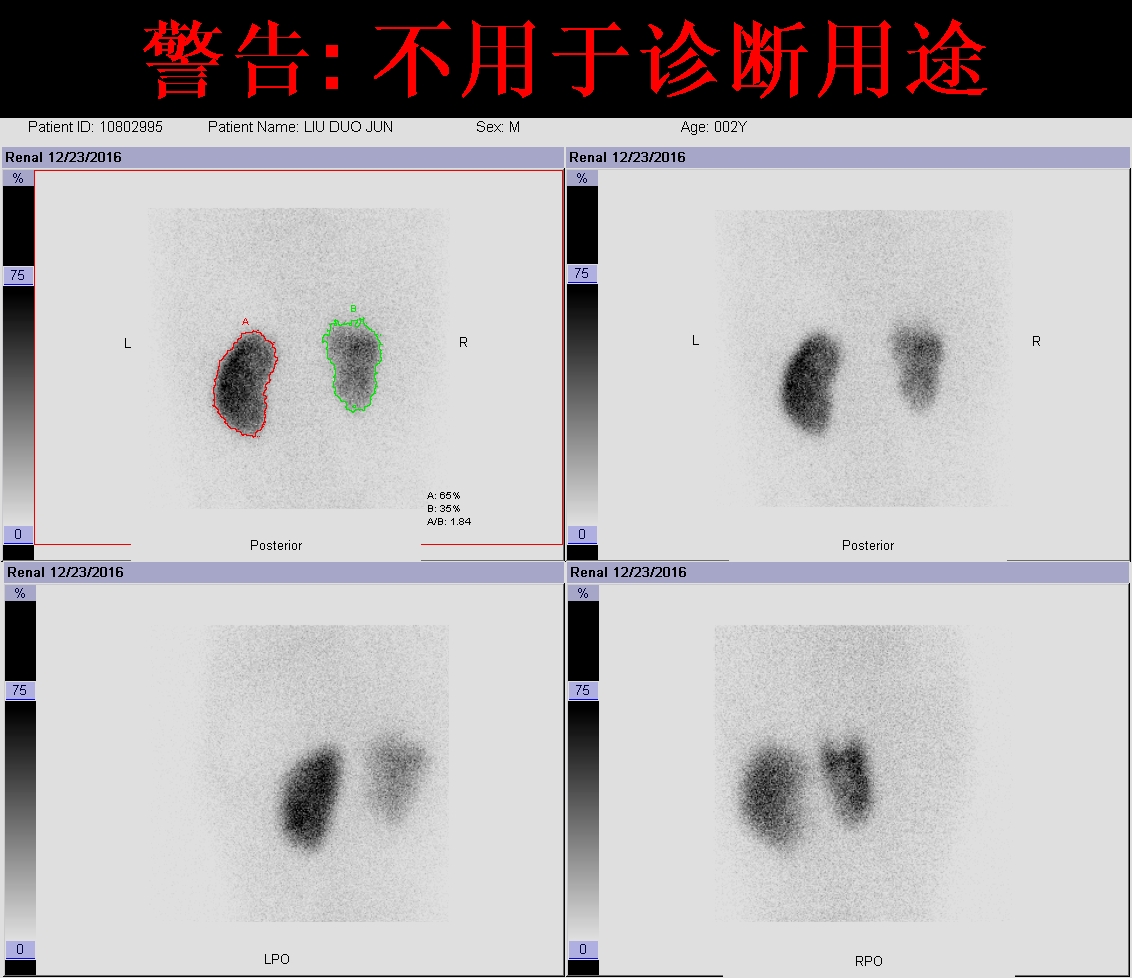 警告: 不用于诊断用途
Patient ID: 10802995 Patient Name: LIU DUO JUN Sex: M Age: 002Y
Renal 12/23/2016
%
75
0
A
B
L
R
A: 65%
B: 35%
A/B: 1.84
Posterior
Renal 12/23/2016
%
75
0
L
R
Posterior
Renal 12/23/2016
%
75
0
LPO
Renal 12/23/2016
%
75
0
RPO